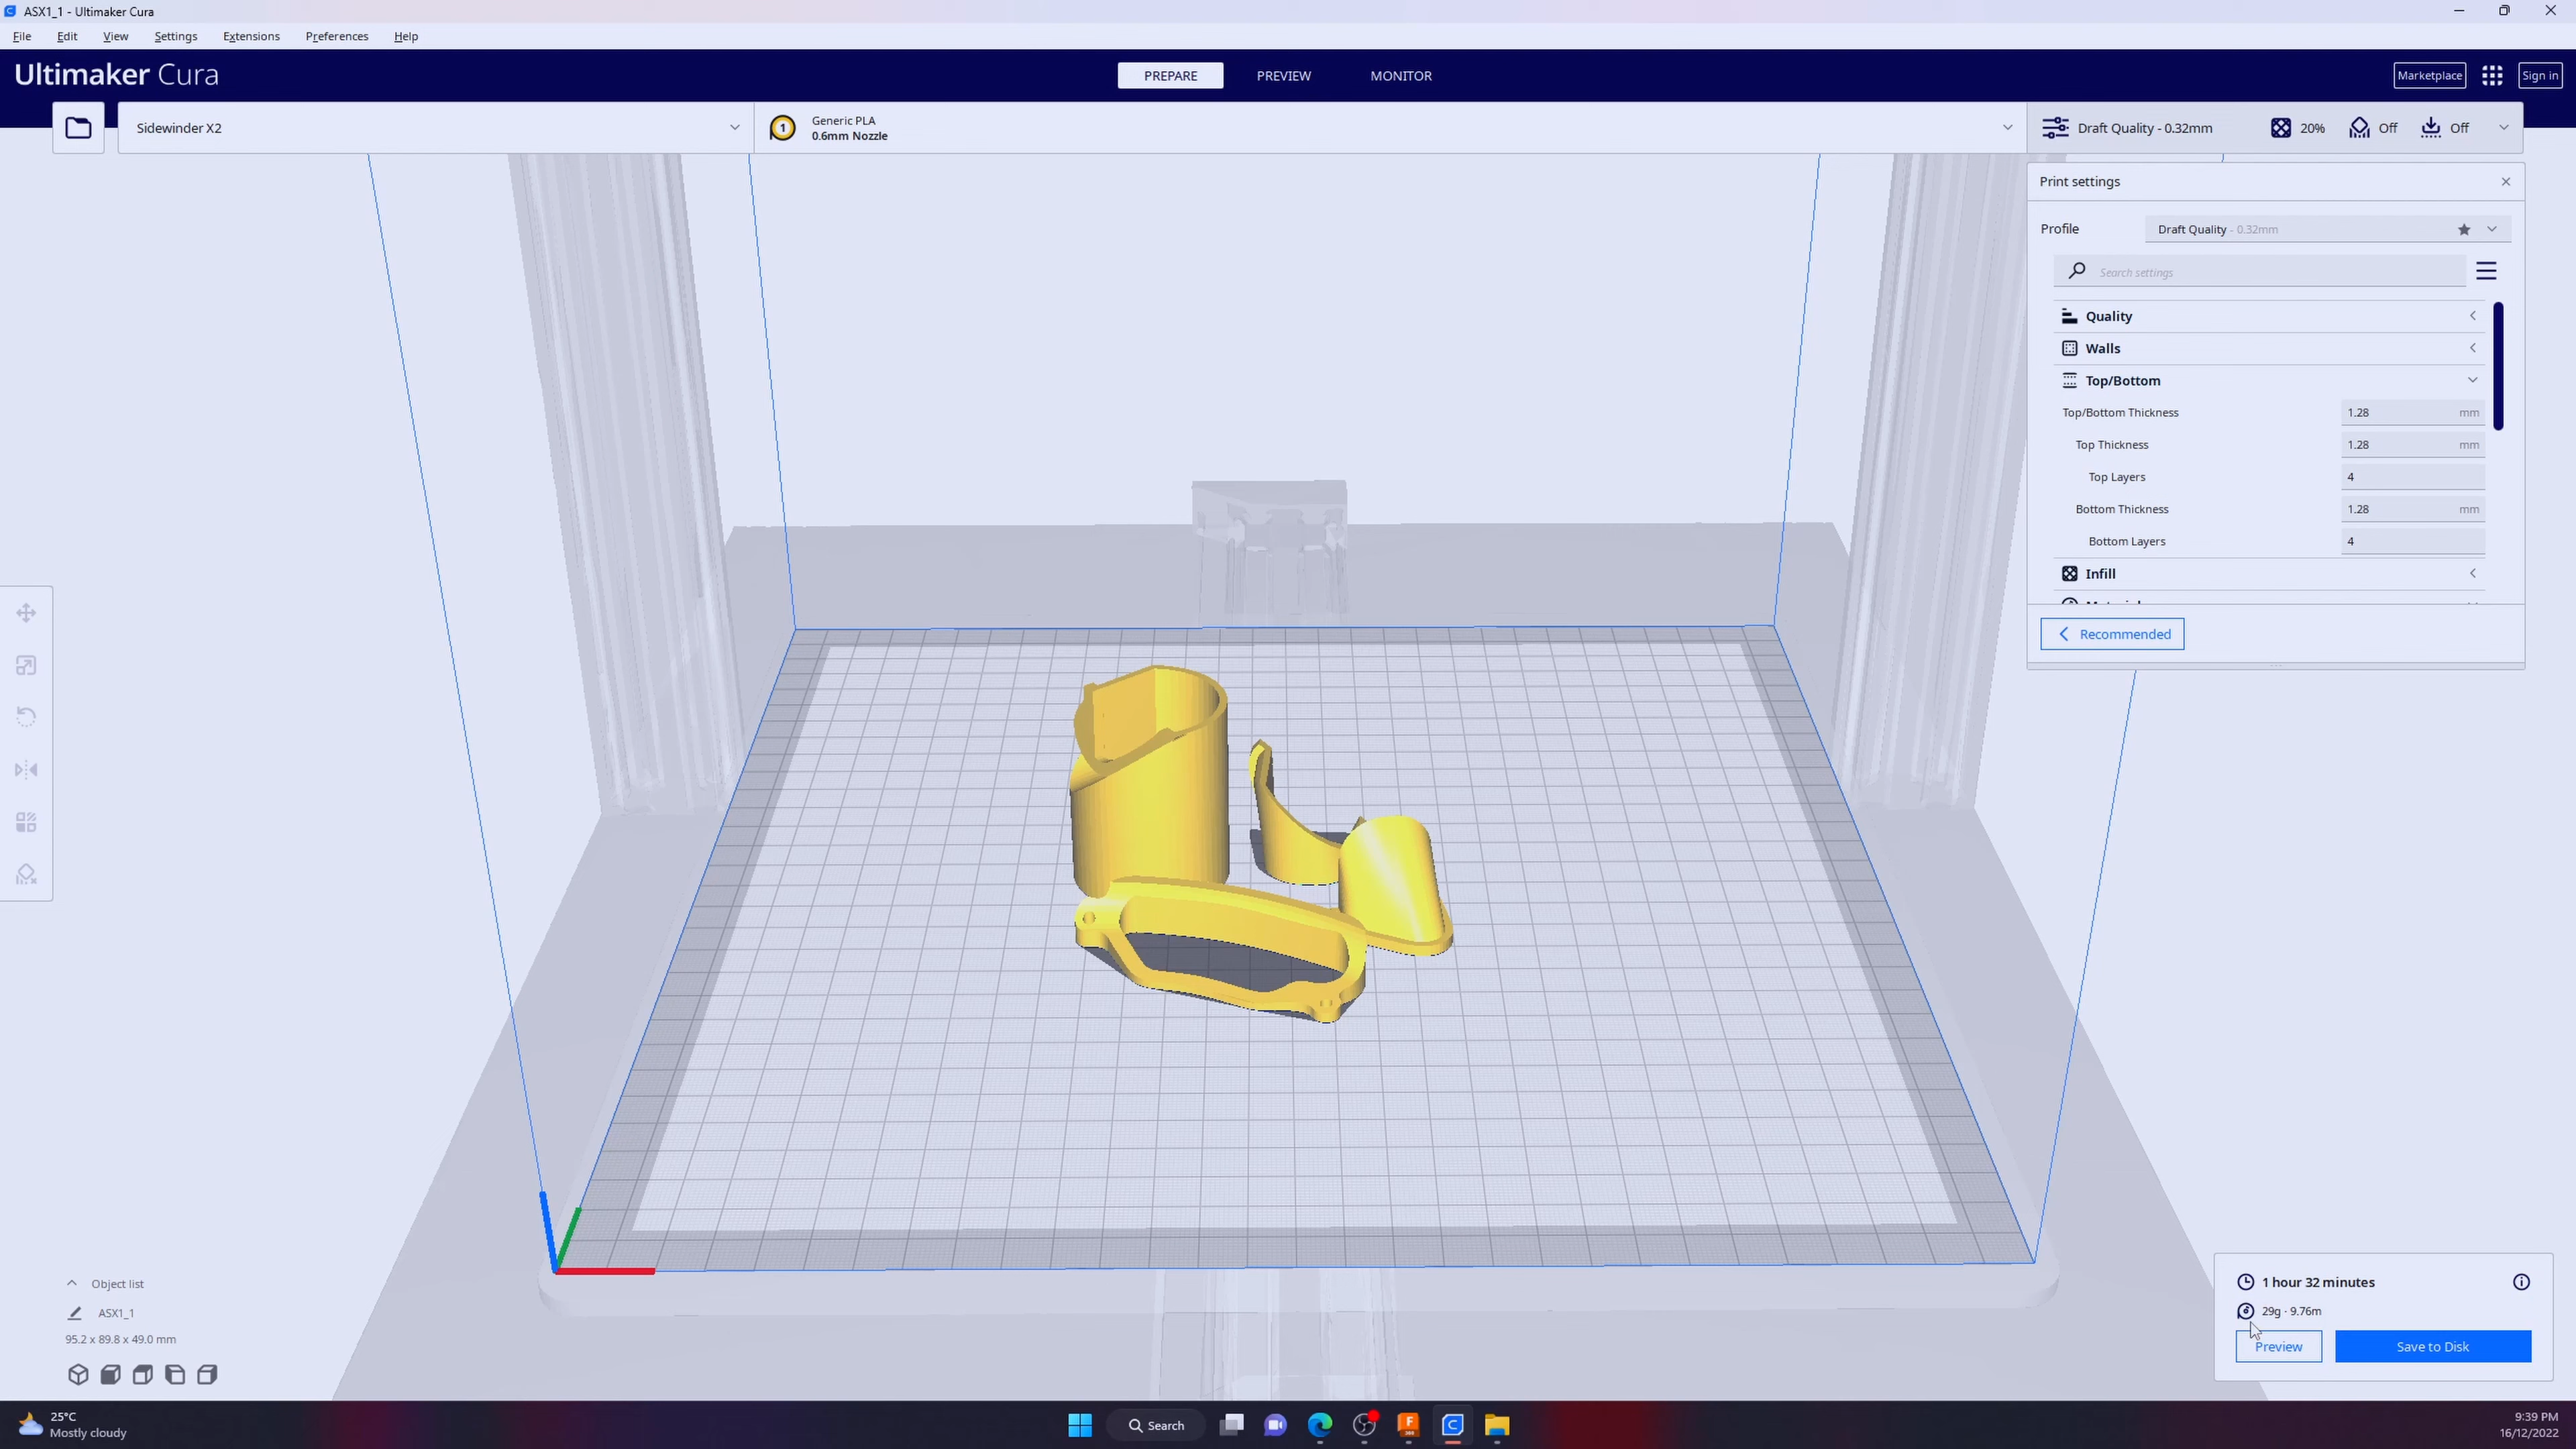 ASX1_1 - Ultimaker Cura
File Edit View Settings Extensions Preferences Help
Ultimaker Cura
PREPARE PREVIEW MONITOR
Marketplace Sign in
Sidewinder X2
1
Generic PLA
0.6mm Nozzle
Draft Quality - 0.32mm 20% Off Off
Print settings
Profile Draft Quality - 0.32mm
Search settings
Quality
Walls
Top/Bottom
Top/Bottom Thickness 1.28 mm
Top Thickness 1.28 mm
Top Layers 4
Bottom Thickness 1.28 mm
Bottom Layers 4
Infill
Recommended
Object list
ASX1_1
95.2 x 89.8 x 49.0 mm
1 hour 32 minutes
29g · 9.76m
Preview Save to Disk
25°C
Mostly cloudy
Search
9:39 PM
16/12/2022